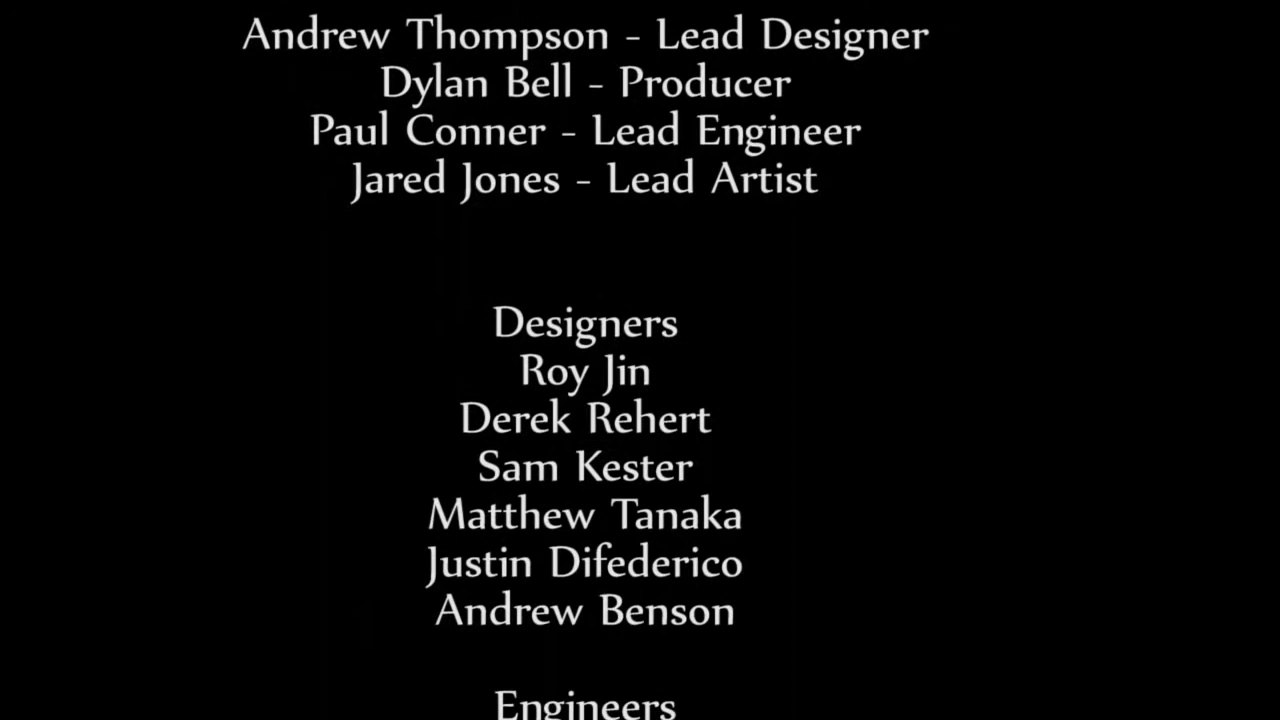 Andrew Thompson - Lead Designer
Dylan Bell - Producer
Paul Conner - Lead Engineer
Jared Jones - Lead Artist
Designers
Roy Jin
Derek Rehert
Sam Kester
Matthew Tanaka
Justin Difederico
Andrew Benson
Engineers